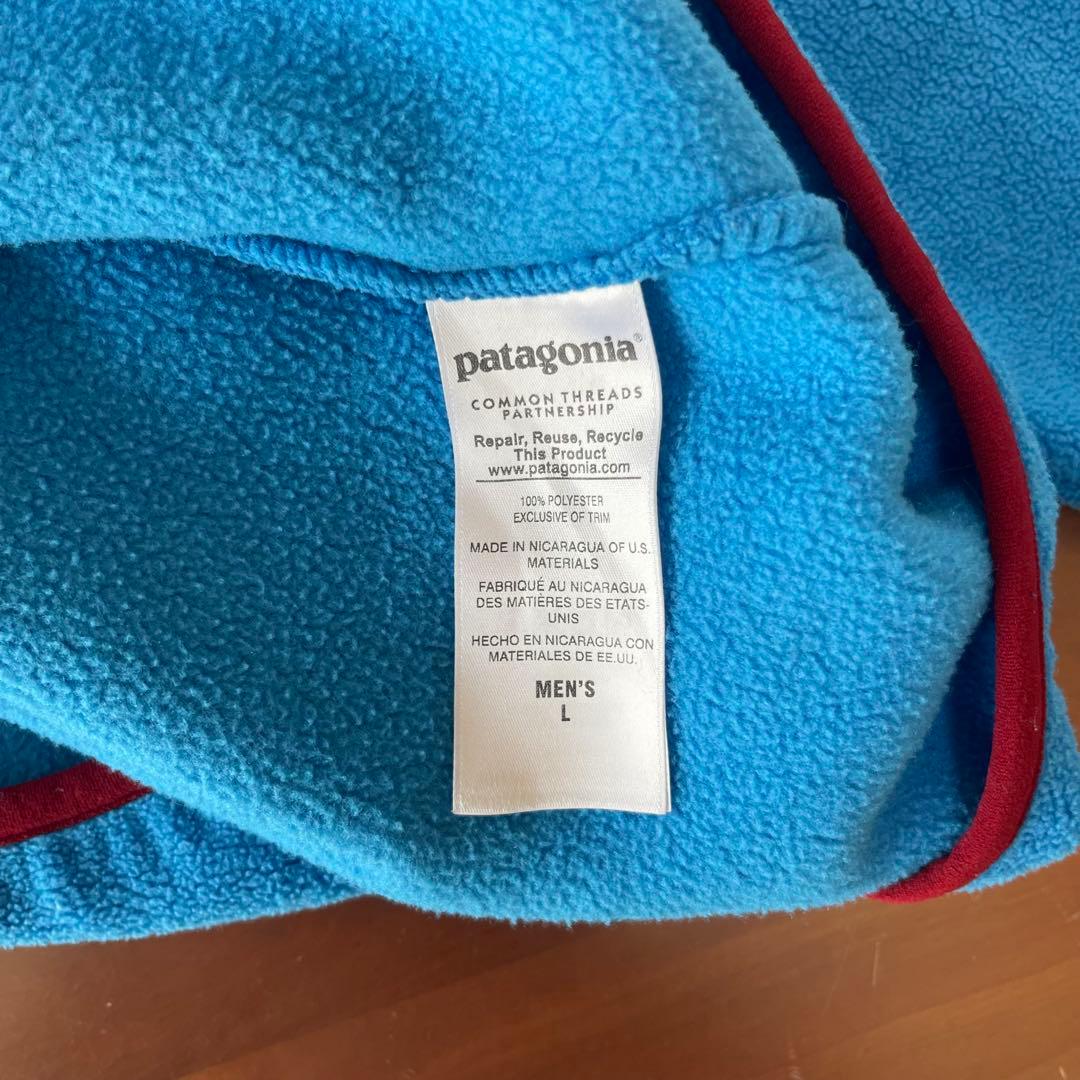 patagonia®
COMMON THREADS
PARTNERSHIP
Repair, Reuse, Recycle
This Product
www.patagonia.com
100% POLYESTER
EXCLUSIVE OF TRIM
MADE IN NICARAGUA OF U.S.
MATERIALS
FABRIQUÉ AU NICARAGUA
DES MATIÈRES DES ETATS-
UNIS
HECHO EN NICARAGUA CON
MATERIALES DE EE.UU.
MEN'S
L